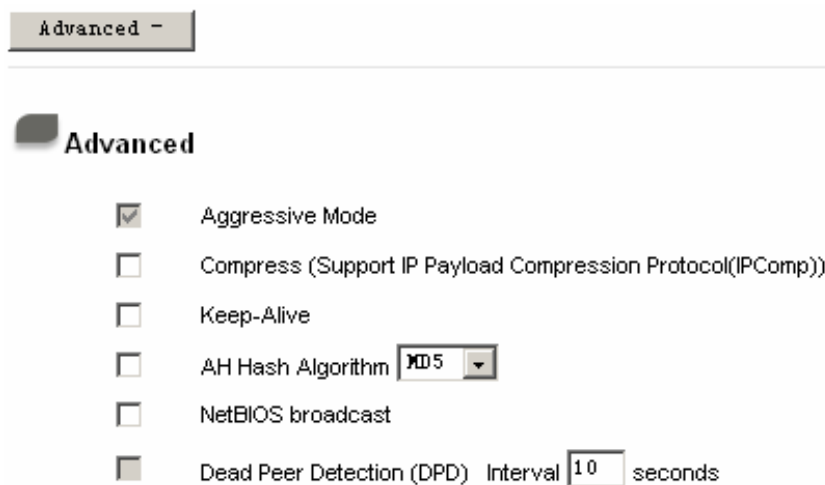 Advanced -
Advanced
Aggressive Mode
Compress (Support IP Payload Compression Protocol(IPComp))
Keep-Alive
AH Hash Algorithm MD5
NetBIOS broadcast
Dead Peer Detection (DPD) Interval 10 seconds